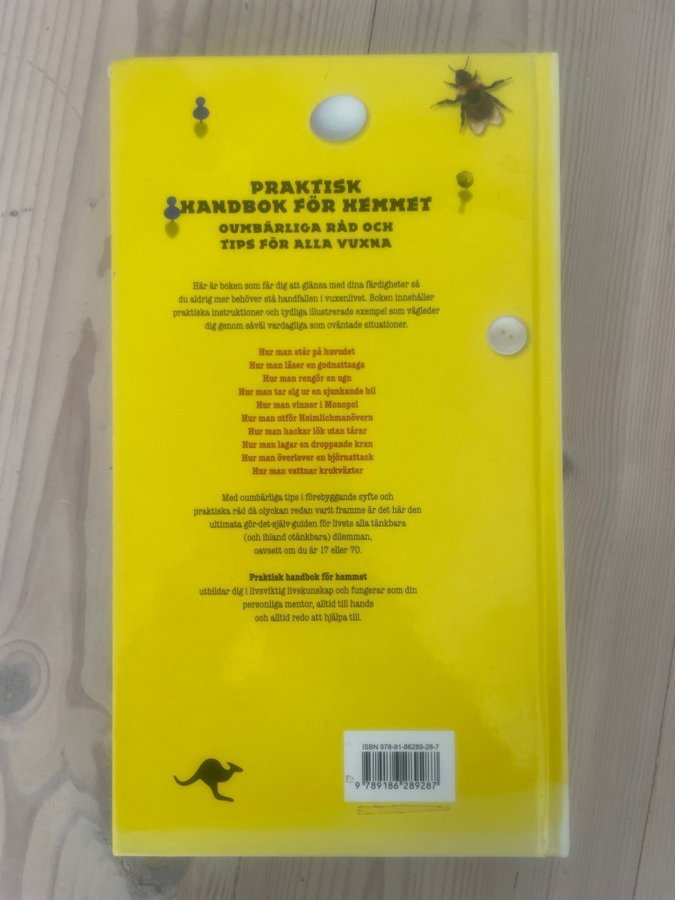 PRAKTISK
HANDBOK FÖR HEMMET
OUMBÄRLIGA RÅD OCH
TIPS FÖR ALLA VUXNA
Här är boken som får dig att glänsa med dina färdigheter så
du aldrig mer behöver stå handfallen i vuxenlivet. Boken innehåller
praktiska instruktioner och tydliga illustrerade exempel som vägleder
dig genom såväl vardagliga som oväntade situationer.
Hur man står på huvudet
Hur man läser en godnattsaga
Hur man rengör en ugn
Hur man tar sig ur en sjunkande bil
Hur man vinner i Monopol
Hur man utför Heimlichmanövern
Hur man hackar lök utan tårar
Hur man lagar en droppande kran
Hur man överlever en björnattack
Hur man vattnar krukväxter
Med oumbärliga tips i förebyggande syfte och
praktiska råd då olyckan redan varit framme är det här den
ultimata gör-det-själv-guiden för livets alla tänkbara
(och ibland otänkbara) dilemman,
oavsett om du är 17 eller 70.
Praktisk handbok för hemmet
utbildar dig i livsviktig livskunskap och fungerar som din
personliga mentor, alltid till hands
och alltid redo att hjälpa till.
ISBN 978-91-86289-28-7
9 789186 289287